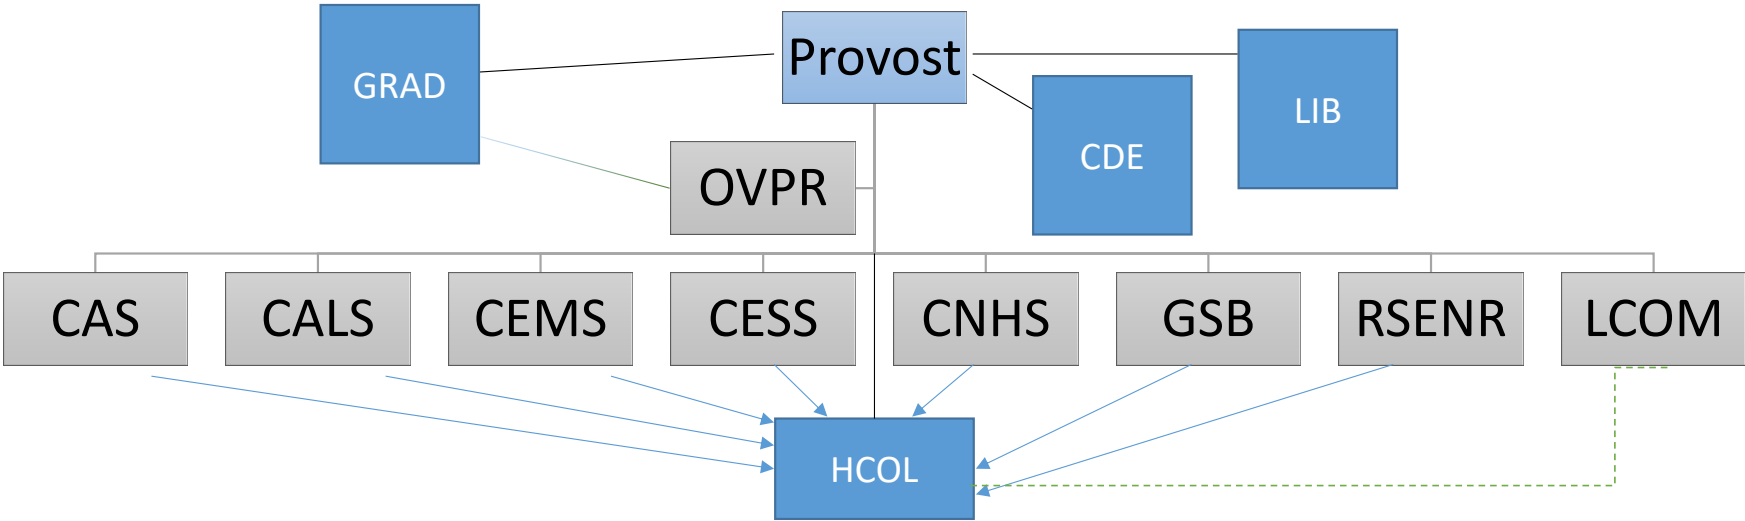 GRAD
Provost
LIB
CDE
OVPR
CAS
CALS
CEMS
CESS
CNHS
GSB
RSENR
LCOM
HCOL